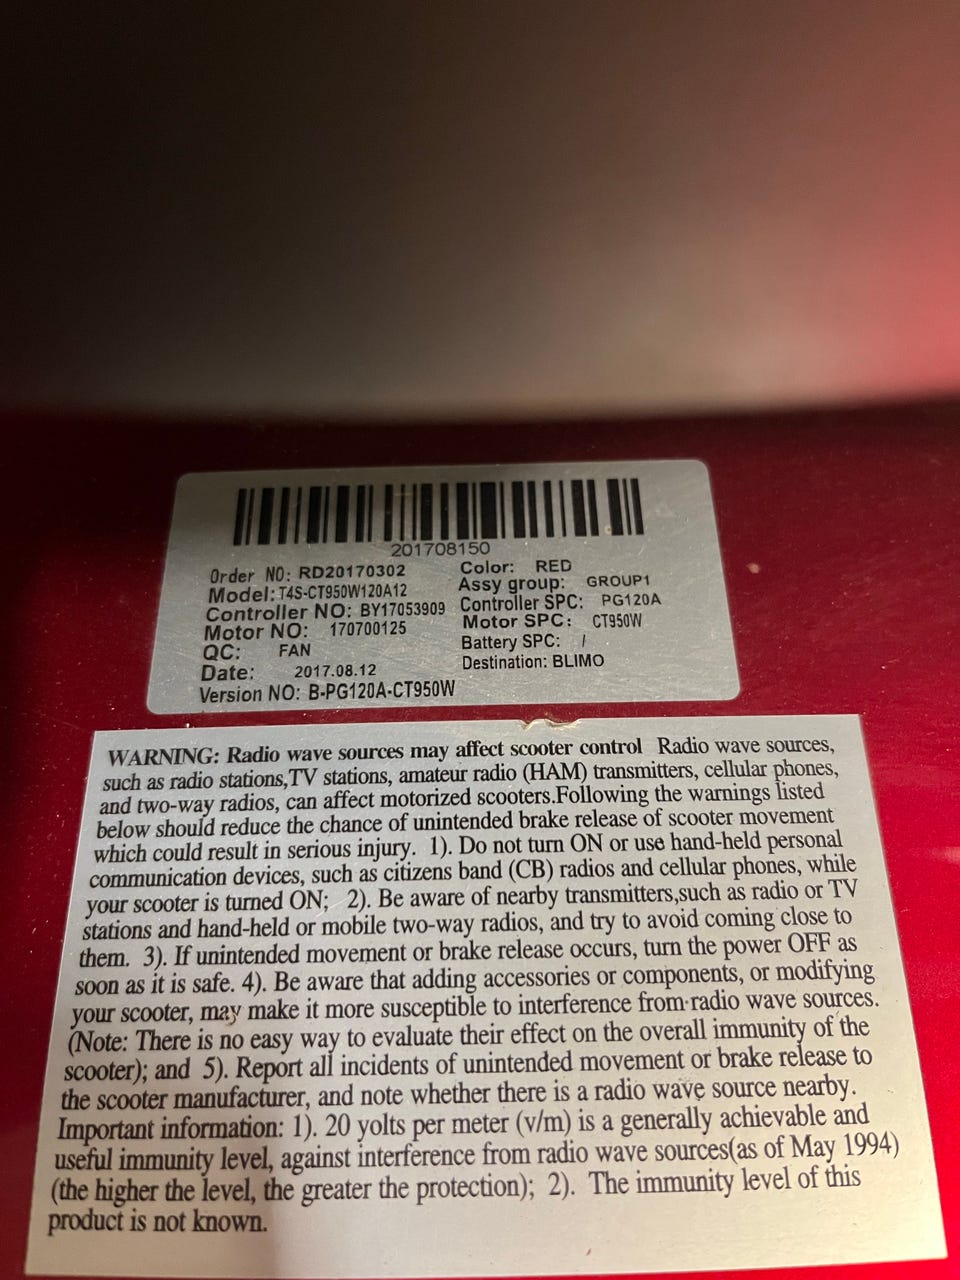 201708150
Order NO: RD20170302
Model: T4S-CT950W120A12
Controller NO: BY17053909
Motor NO: 170700125
QC: FAN
Date: 2017.08.12
Version NO: B-PG120A-CT950W
Color: RED
Assy group: GROUP1
Controller SPC: PG120A
Motor SPC: CT950W
Battery SPC: /
Destination: BLIMO
WARNING: Radio wave sources may affect scooter control Radio wave sources,
such as radio stations,TV stations, amateur radio (HAM) transmitters, cellular phones,
and two-way radios, can affect motorized scooters.Following the warnings listed
below should reduce the chance of unintended brake release of scooter movement
which could result in serious injury. 1). Do not turn ON or use hand-held personal
communication devices, such as citizens band (CB) radios and cellular phones, while
your scooter is turned ON; 2). Be aware of nearby transmitters,such as radio or TV
stations and hand-held or mobile two-way radios, and try to avoid coming close to
them. 3). If unintended movement or brake release occurs, turn the power OFF as
soon as it is safe. 4). Be aware that adding accessories or components, or modifying
your scooter, may make it more susceptible to interference from radio wave sources.
(Note: There is no easy way to evaluate their effect on the overall immunity of the
scooter); and 5). Report all incidents of unintended movement or brake release to
the scooter manufacturer, and note whether there is a radio wave source nearby.
Important information: 1). 20 volts per meter (v/m) is a generally achievable and
useful immunity level, against interference from radio wave sources(as of May 1994)
(the higher the level, the greater the protection); 2). The immunity level of this
product is not known.